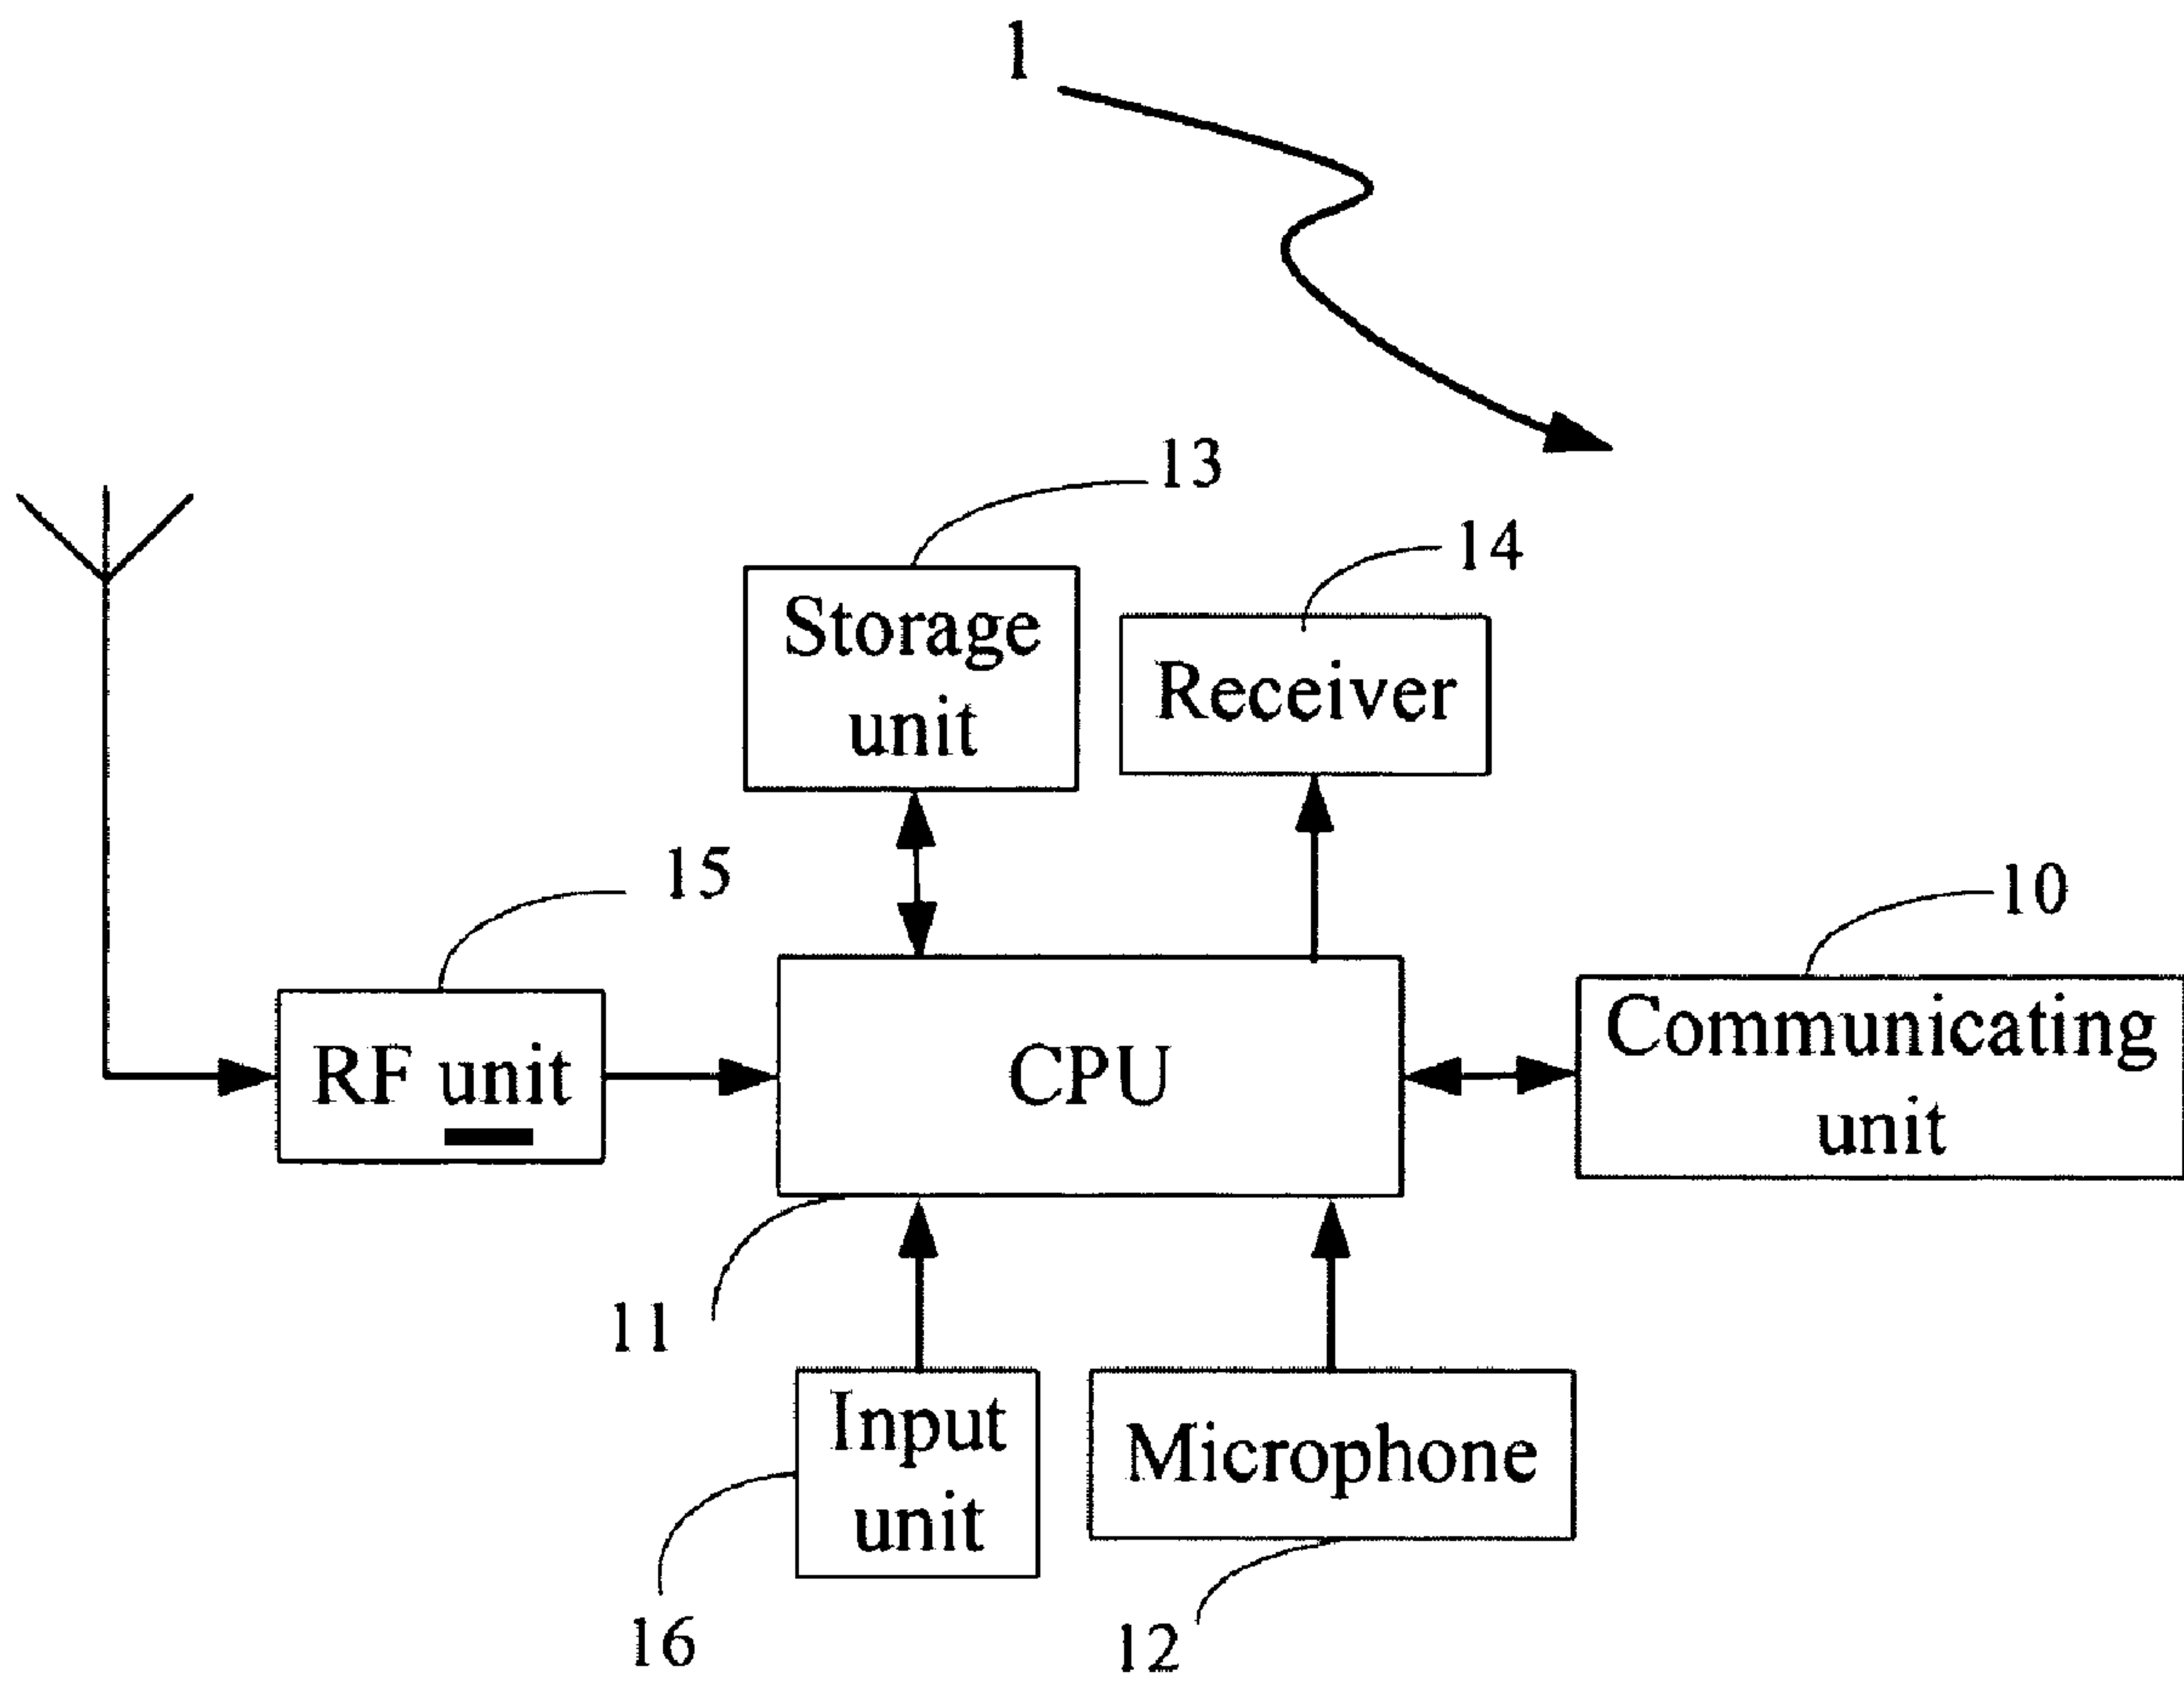 1
13
14
Storage
unit
Receiver
15
10
RF unit
CPU
Communicating
unit
11
Input
unit
Microphone
16
12